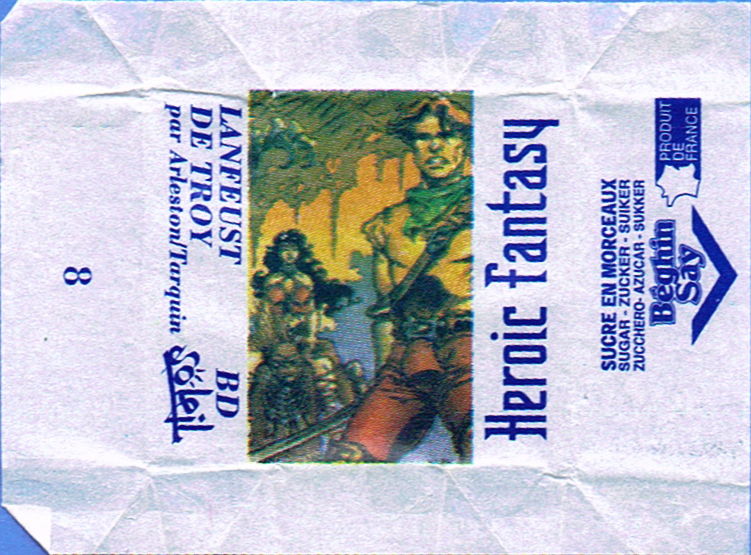 LANFEUST
DE TROY
par Arleston/Tarquin
BD
Soleil
8
Heroic Fantasy
PRODUIT
DE
FRANCE
Béghin
Say
SUCRE EN MORCEAUX
SUGAR - ZUCKER - SUIKER
ZUCCHERO- AZUCAR - SUKKER